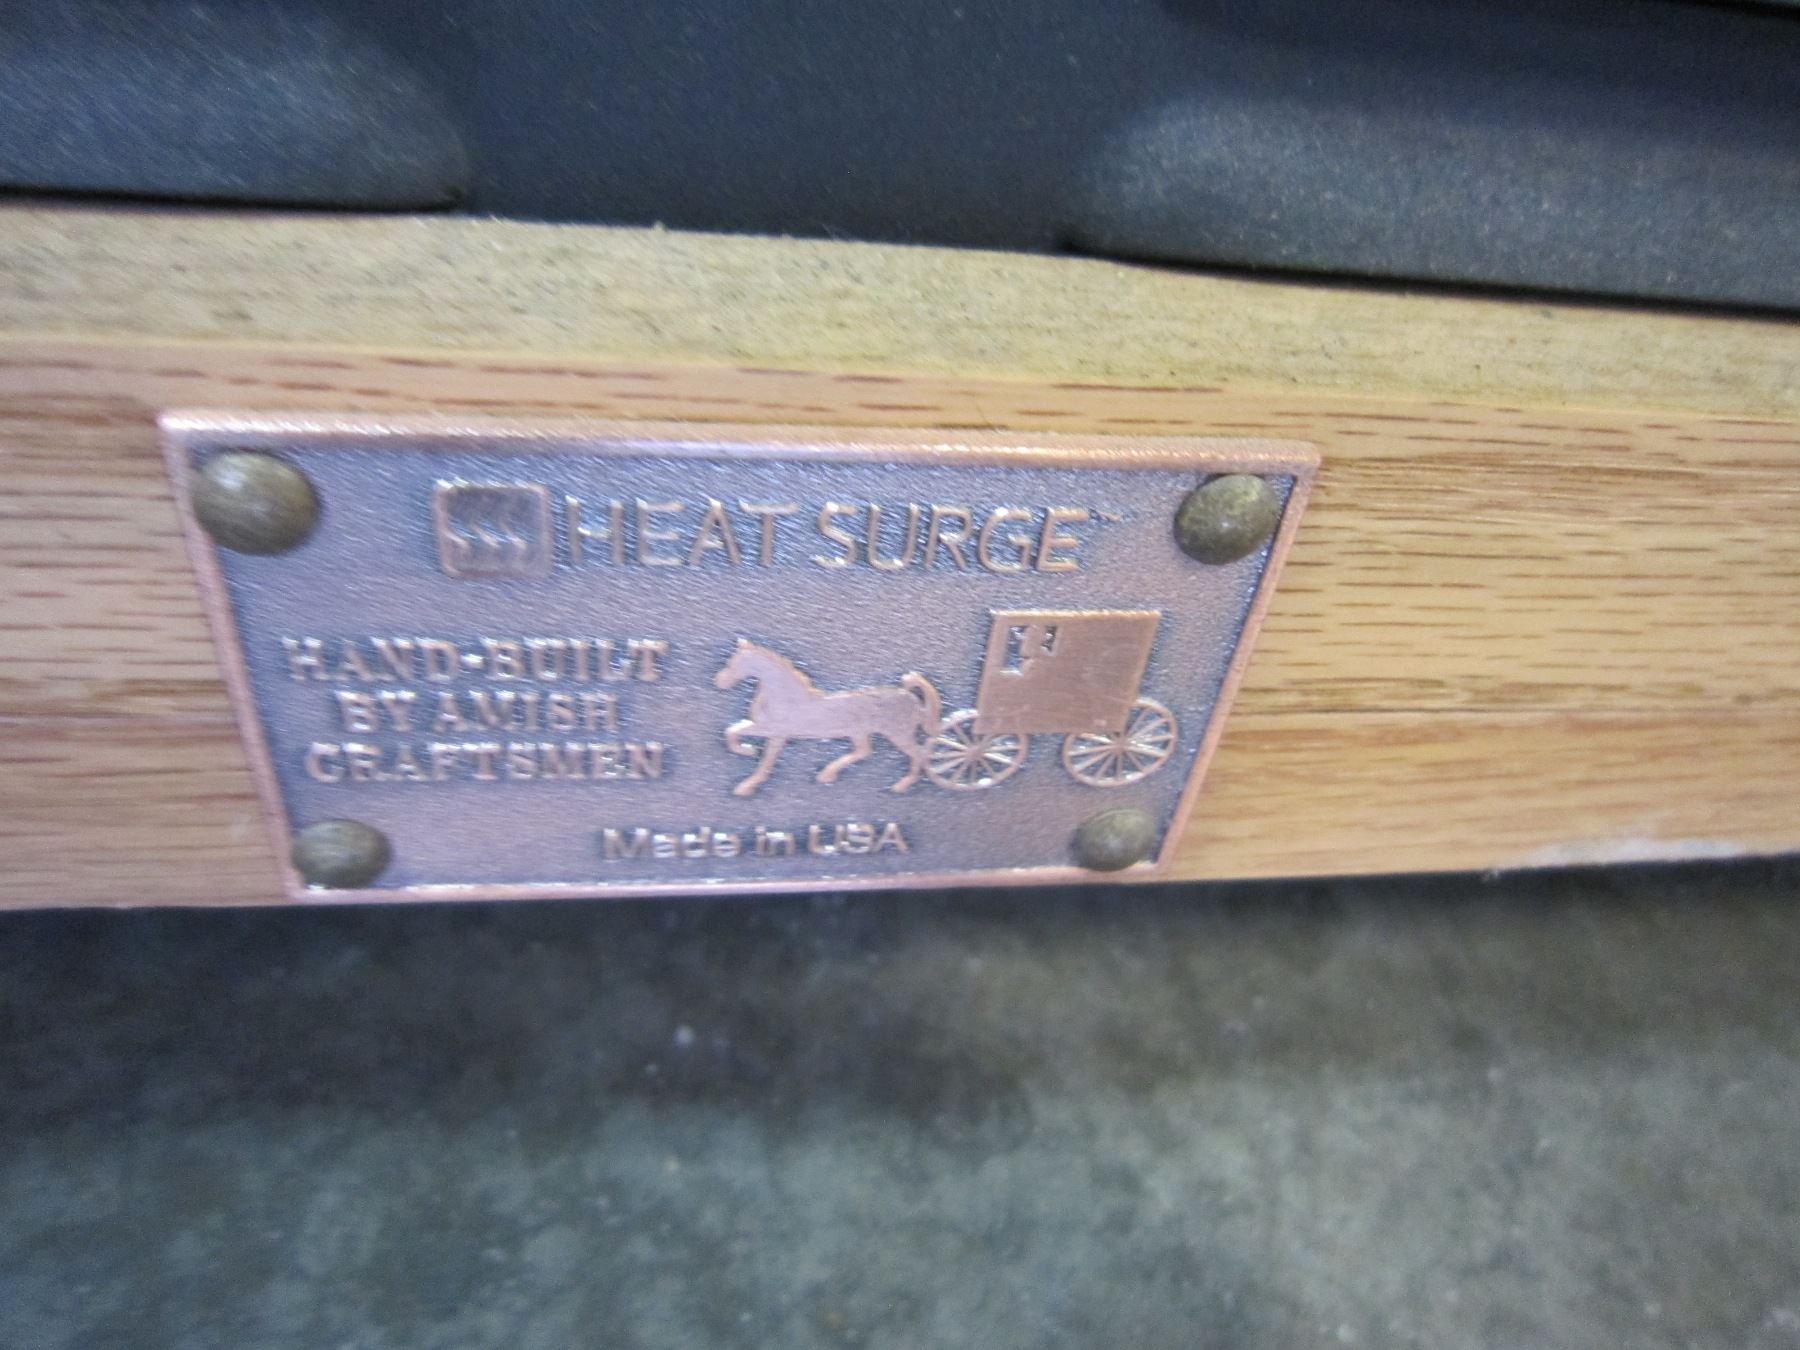 HEAT SURGE™
HAND-BUILT
BY AMISH
CRAFTSMEN
Made in USA